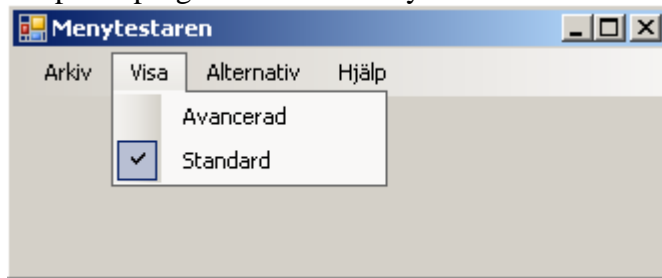 Menytestaren
Arkiv Visa Alternativ Hjälp
Avancerad
Standard